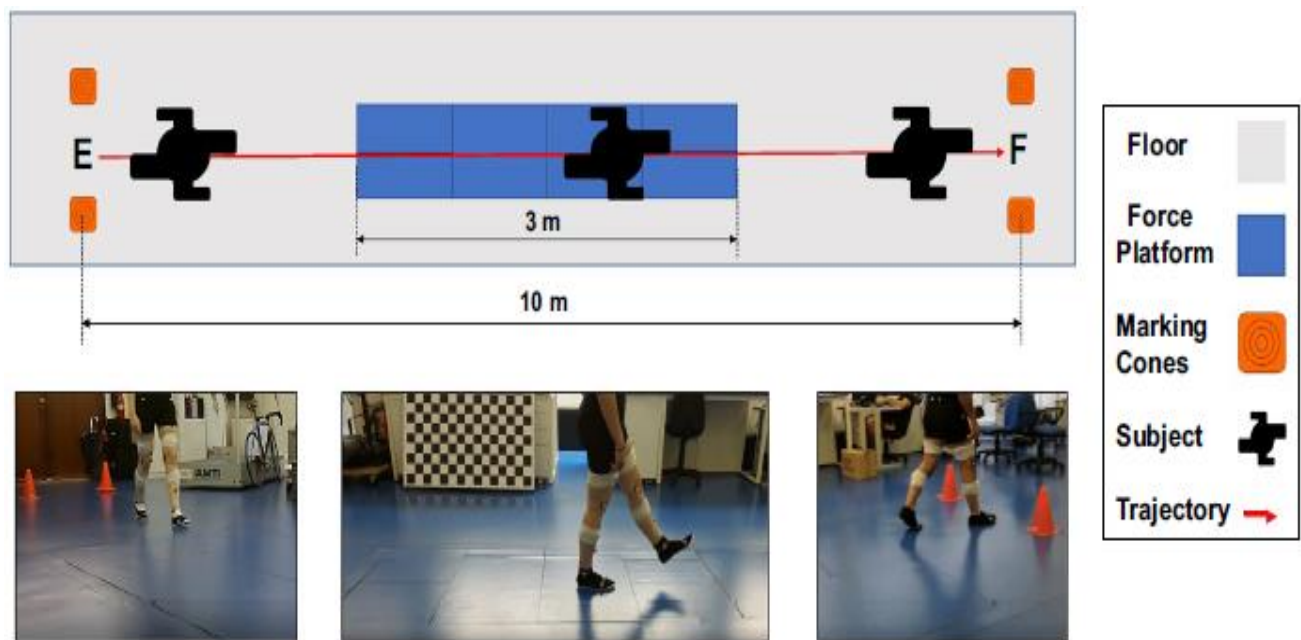 E
F
3 m
10 m
Floor
Force
Platform
Marking
Cones
Subject
Trajectory
AMTI